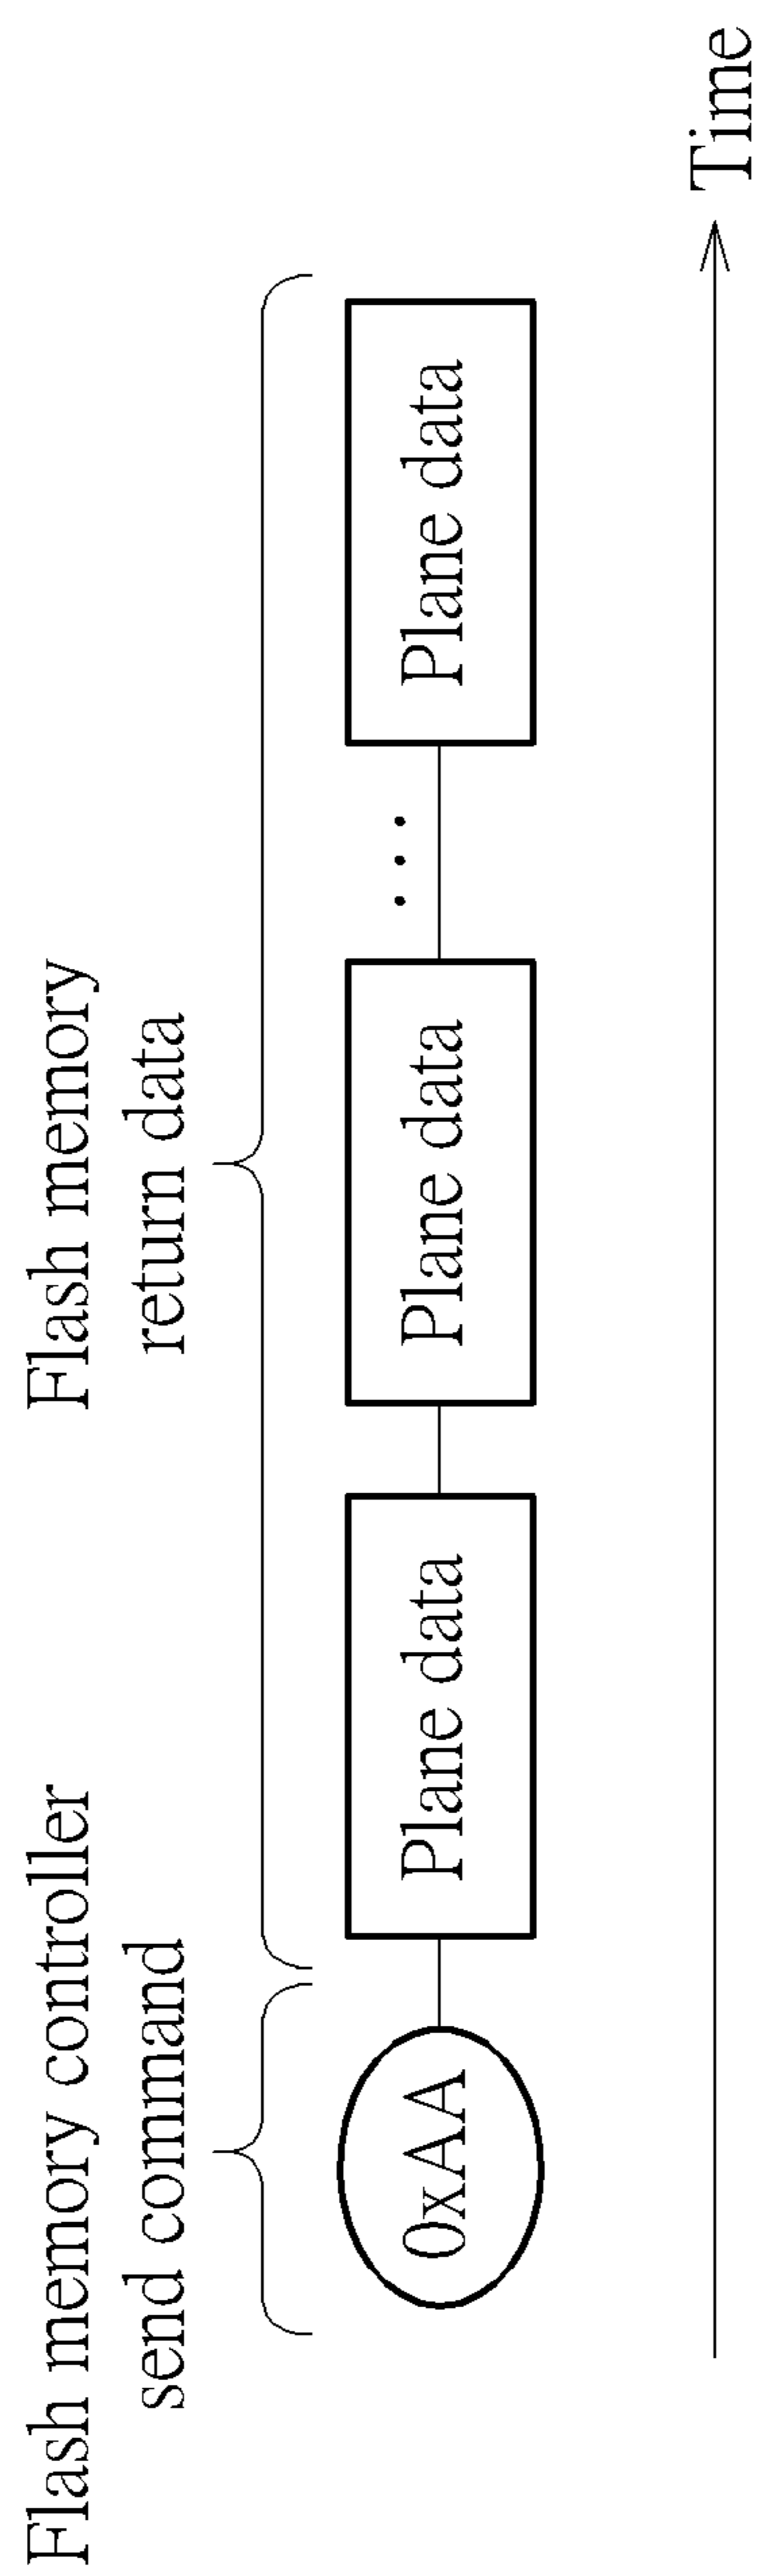 Flash memory controller
send command
Flash memory
return data
0xAA
Plane data
Plane data
...
Plane data
Time